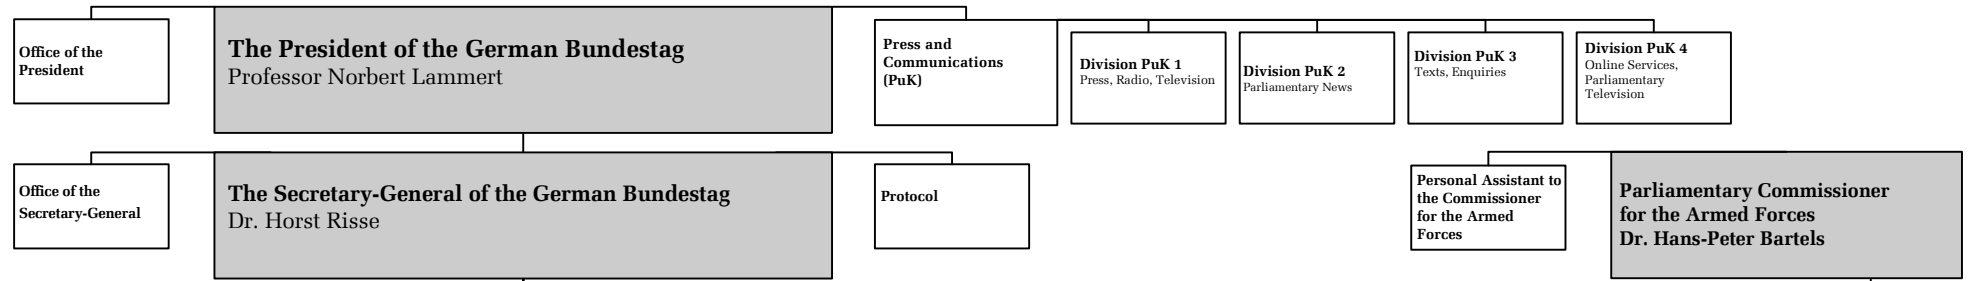 Office of the
President
The President of the German Bundestag
Professor Norbert Lammert
Press and
Communications
(PuK)
Division PuK 1
Press, Radio, Television
Division PuK 2
Parliamentary News
Division PuK 3
Texts, Enquiries
Division PuK 4
Online Services,
Parliamentary
Television
Office of the
Secretary-General
The Secretary-General of the German Bundestag
Dr. Horst Risse
Protocol
Personal Assistant to
the Commissioner
for the Armed
Forces
Parliamentary Commissioner
for the Armed Forces
Dr. Hans-Peter Bartels